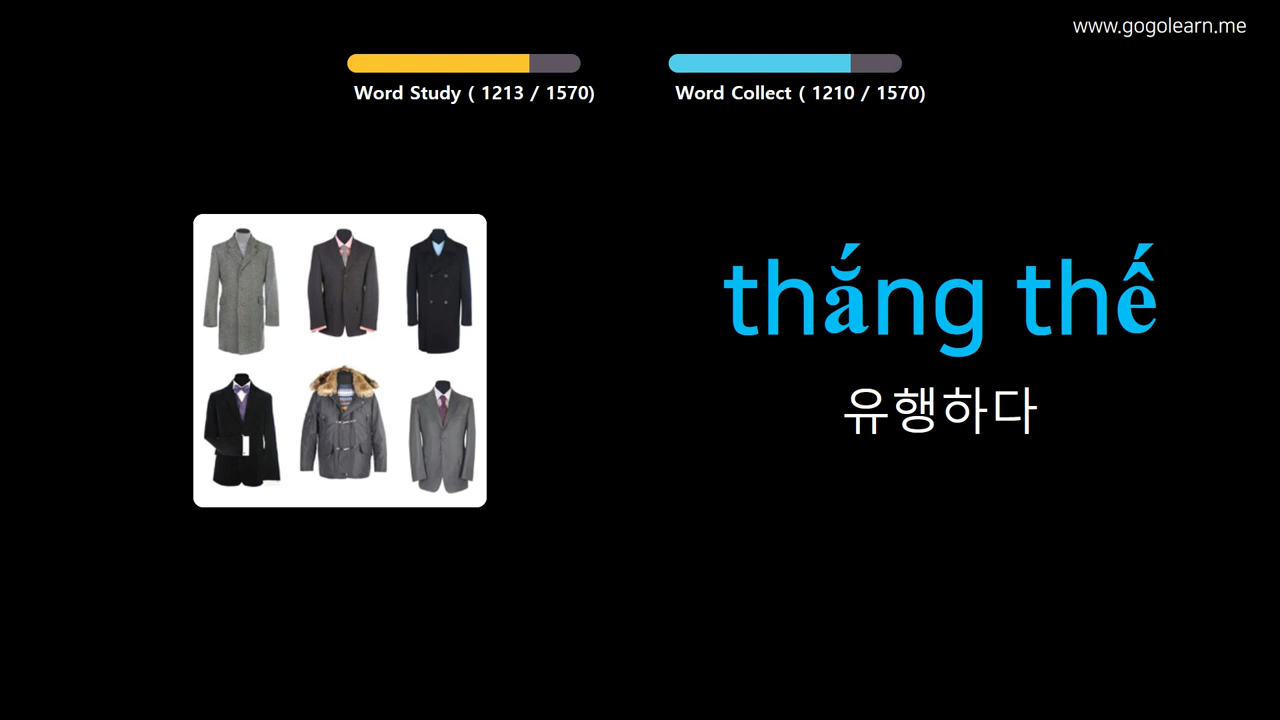 www.gogolearn.me
Word Study ( 1213 / 1570)
Word Collect ( 1210 / 1570)
thắng thế
유행하다